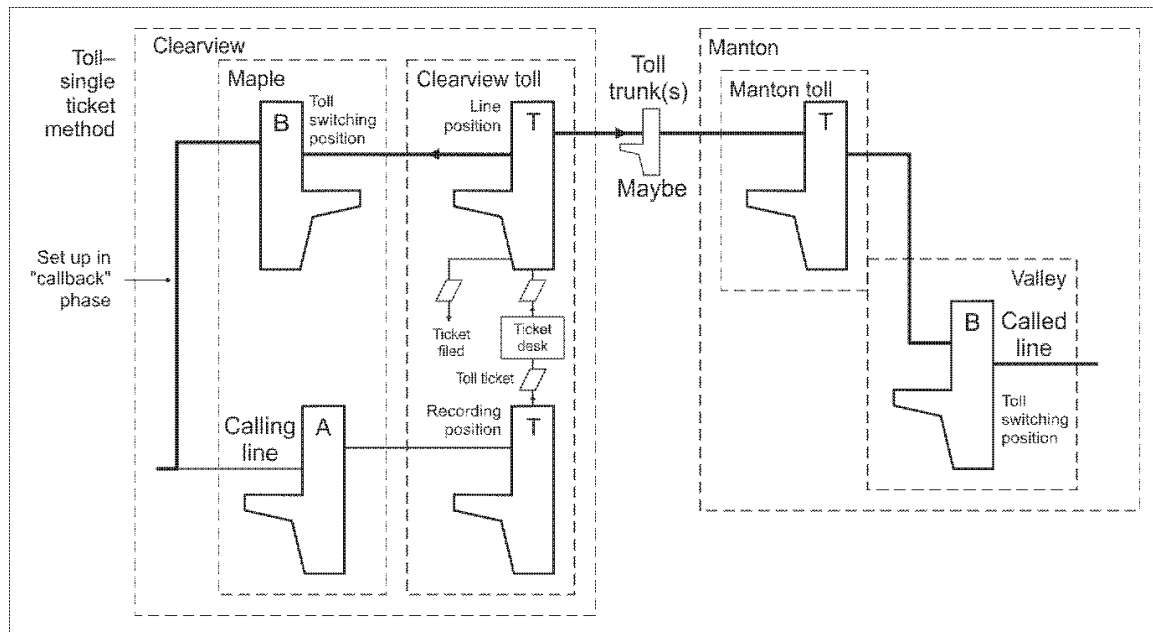 Toll–
single
ticket
method
Clearview
Maple
B
Toll
switching
position
Clearview toll
Line
position
T
Toll
trunk(s)
Maybe
Manton
Manton toll
T
Set up in
"callback"
phase
Ticket
filed
Ticket
desk
Toll ticket
Valley
B
Called
line
Toll
switching
position
Calling
line
A
Recording
position
T